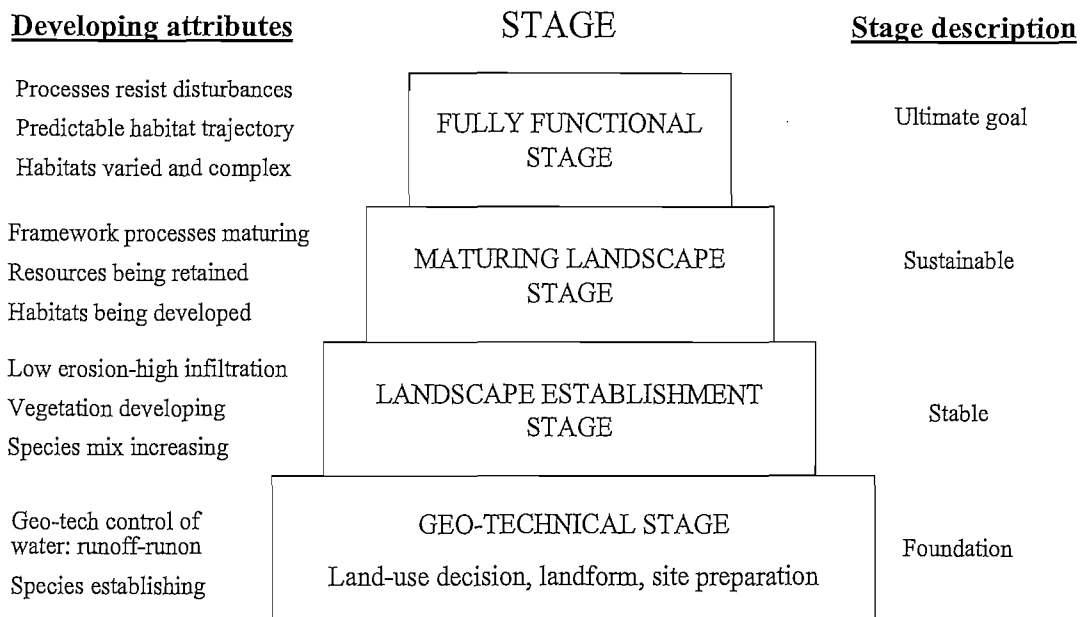 Developing attributes
STAGE
Stage description
Processes resist disturbances
Predictable habitat trajectory
Habitats varied and complex
FULLY FUNCTIONAL
STAGE
Ultimate goal
Framework processes maturing
Resources being retained
Habitats being developed
MATURING LANDSCAPE
STAGE
Sustainable
Low erosion-high infiltration
Vegetation developing
Species mix increasing
LANDSCAPE ESTABLISHMENT
STAGE
Stable
Geo-tech control of
water: runoff-runon
Species establishing
GEO-TECHNICAL STAGE
Land-use decision, landform, site preparation
Foundation